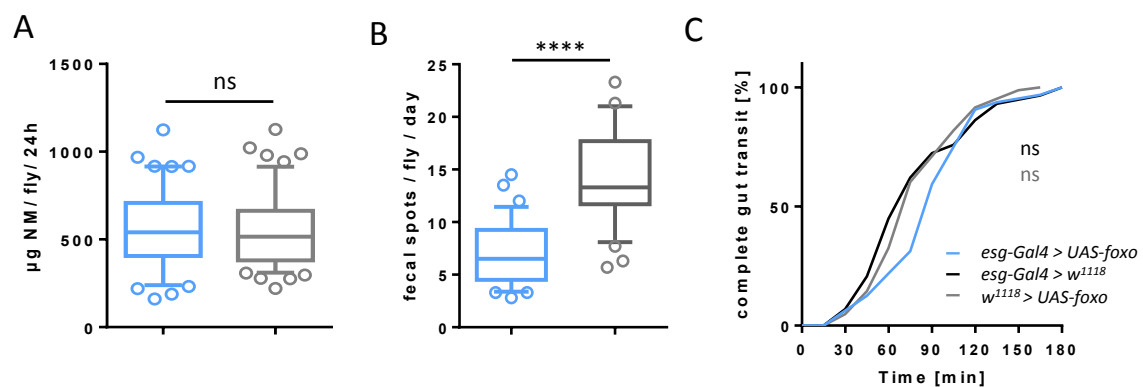 A
µg NM/fly/24h
1500
1000
500
0
ns
B
fecal spots / fly / day
25
20
15
10
5
0
****
C
complete gut transit [%]
100
50
0
ns
ns
esg-Gal4 > UAS-foxo
esg-Gal4 > w1118
w1118 > UAS-foxo
0 30 60 90 120 150 180
Time [min]